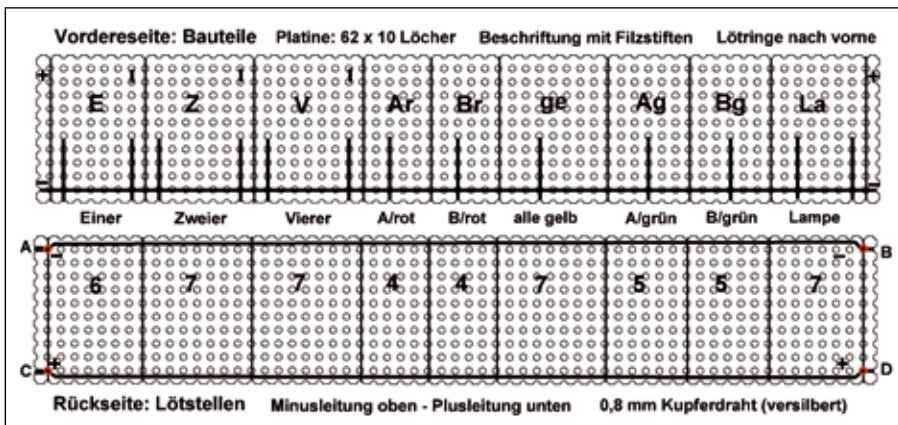 Vordereseite: Bauteile Platine: 62 x 10 Löcher Beschriftung mit Filzstiften Lötringe nach vorne
+ I I I +
E Z V Ar Br ge Ag Bg La
– –
Einer Zweier Vierer A/rot B/rot alle gelb A/grün B/grün Lampe
A B
– –
6 7 7 4 4 7 5 5 7
+ +
C D
Rückseite: Lötstellen Minusleitung oben - Plusleitung unten 0,8 mm Kupferdraht (versilbert)